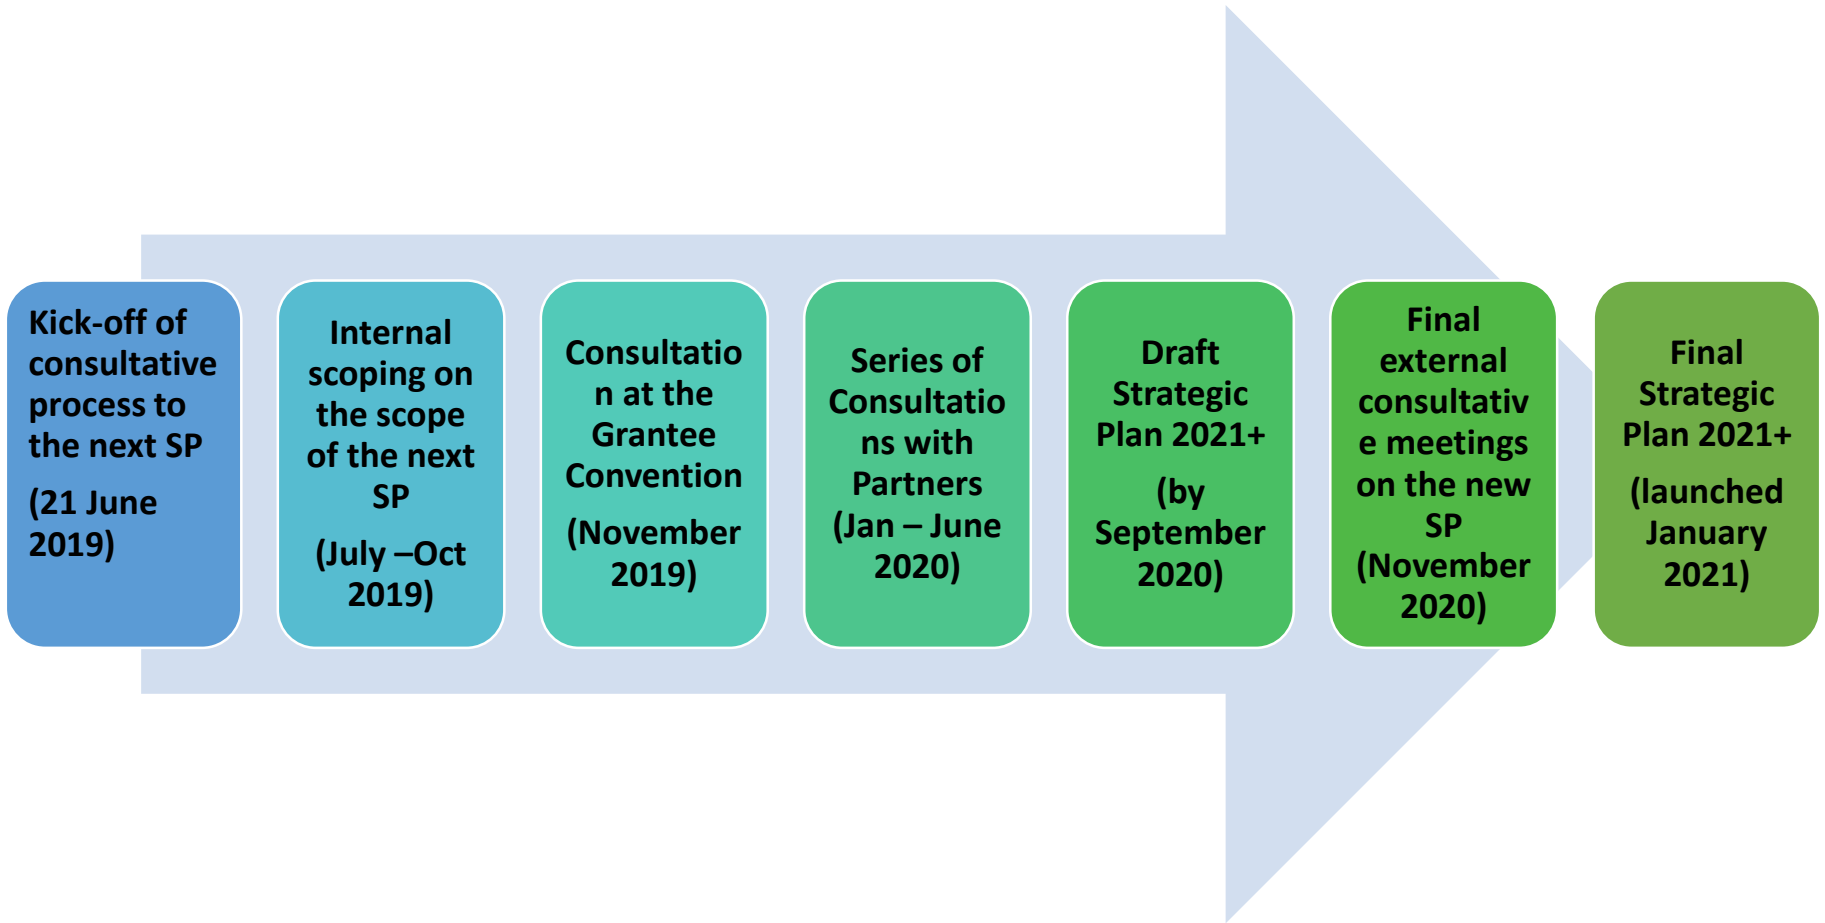 Kick-off of
consultative
process to
the next SP
(21 June
2019)
Internal
scoping on
the scope
of the next
SP
(July –Oct
2019)
Consultatio
n at the
Grantee
Convention
(November
2019)
Series of
Consultatio
ns with
Partners
(Jan – June
2020)
Draft
Strategic
Plan 2021+
(by
September
2020)
Final
external
consultativ
e meetings
on the new
SP
(November
2020)
Final
Strategic
Plan 2021+
(launched
January
2021)